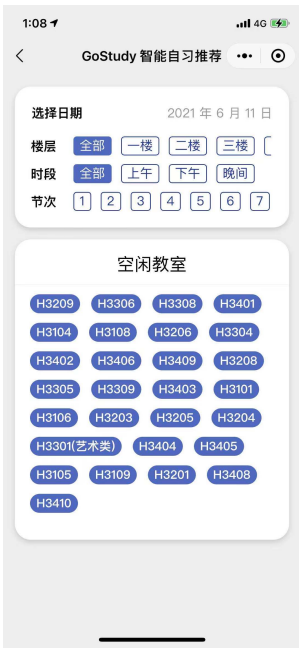 1:08 4G
GoStudy 智能自习推荐
选择日期 2021 年 6 月 11 日
楼层 全部 一楼 二楼 三楼
时段 全部 上午 下午 晚间
节次 1 2 3 4 5 6 7
空闲教室
H3209 H3306 H3308 H3401
H3104 H3108 H3206 H3304
H3402 H3406 H3409 H3208
H3305 H3309 H3403 H3101
H3106 H3203 H3205 H3204
H3301(艺术类) H3404 H3405
H3105 H3109 H3201 H3408
H3410